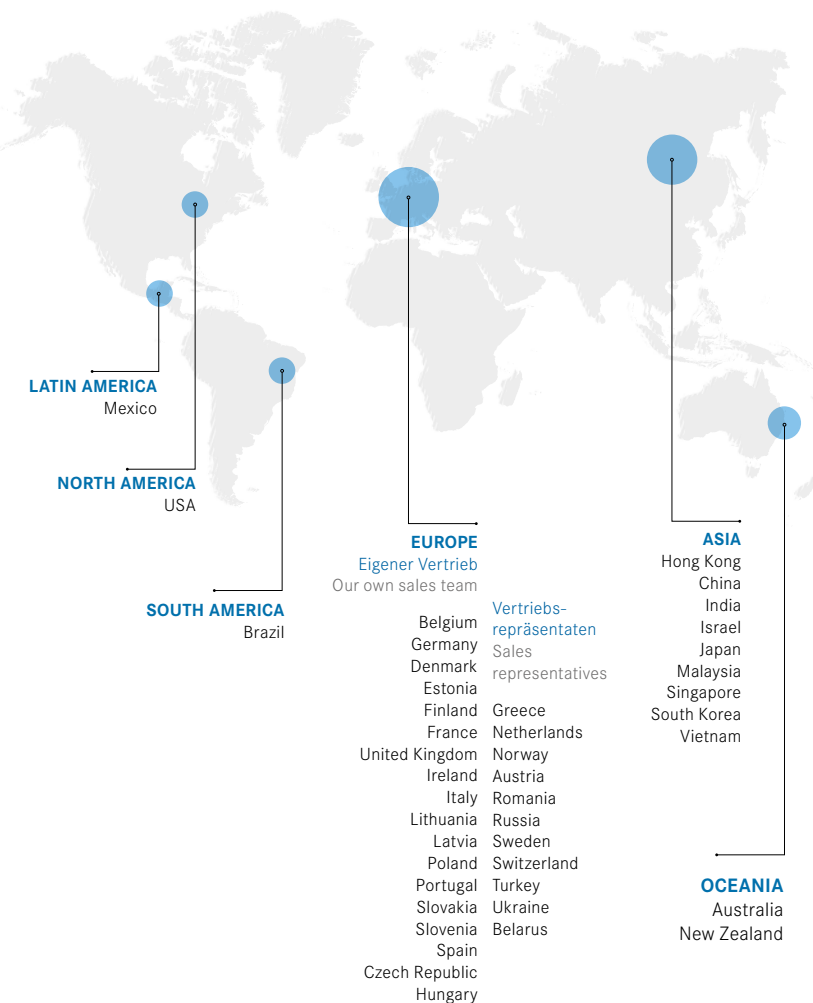 LATIN AMERICA
Mexico
NORTH AMERICA
USA
SOUTH AMERICA
Brazil
EUROPE
Eigener Vertrieb
Our own sales team
Belgium
Germany
Denmark
Estonia
Finland
France
United Kingdom
Ireland
Italy
Lithuania
Latvia
Poland
Portugal
Slovakia
Slovenia
Spain
Czech Republic
Hungary
Vertriebs-
repräsentaten
Sales
representatives
Greece
Netherlands
Norway
Austria
Romania
Russia
Sweden
Switzerland
Turkey
Ukraine
Belarus
ASIA
Hong Kong
China
India
Israel
Japan
Malaysia
Singapore
South Korea
Vietnam
OCEANIA
Australia
New Zealand